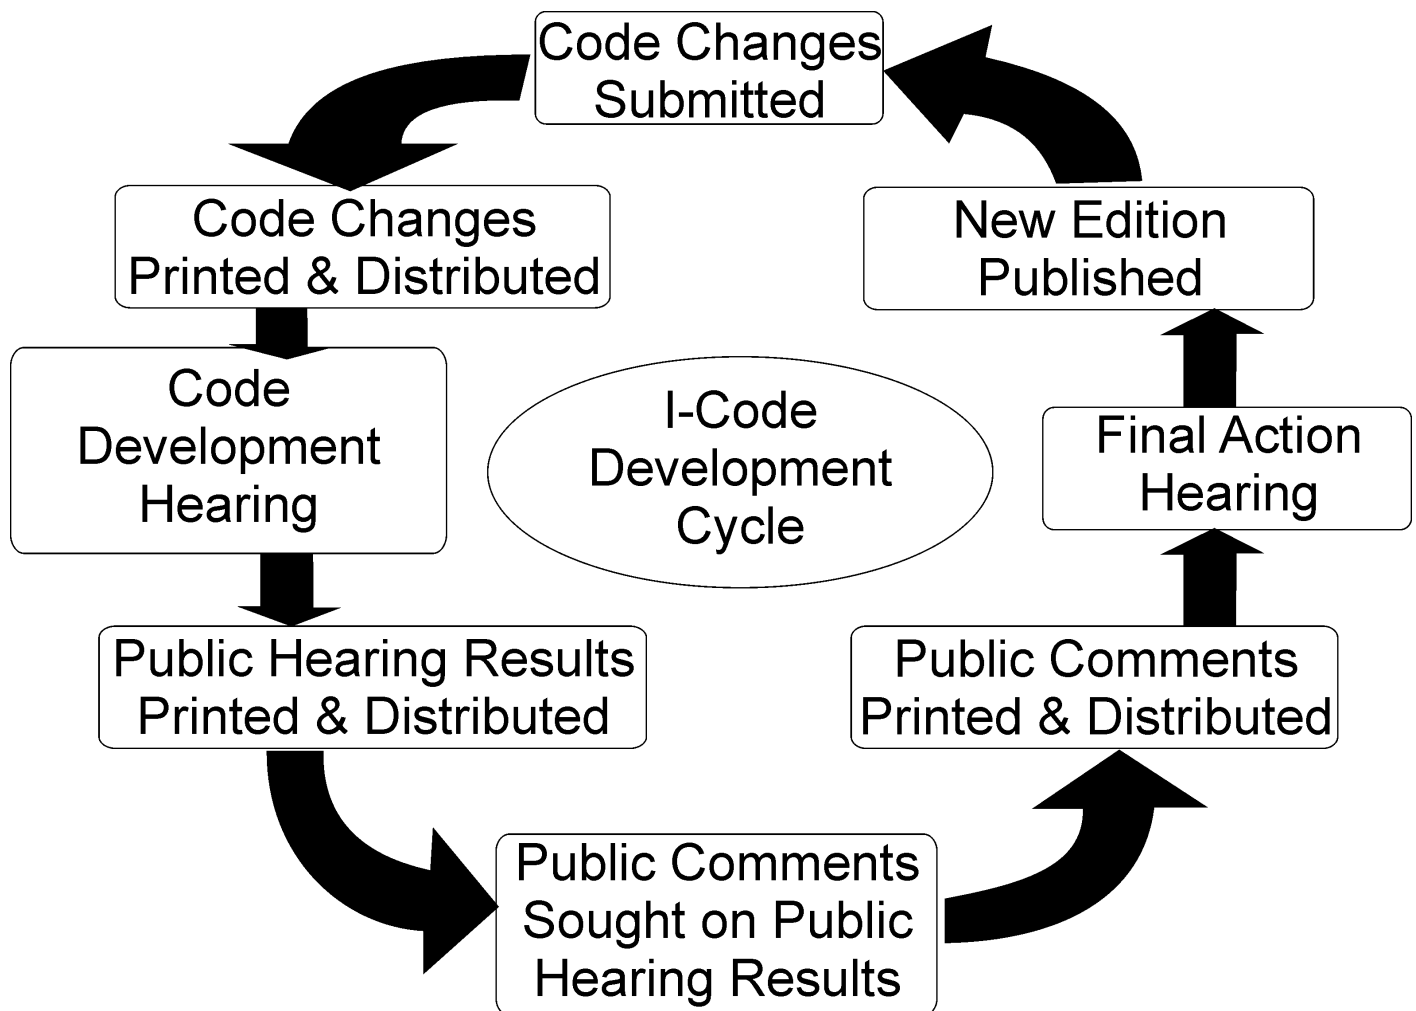 Code Changes
Submitted
Code Changes
Printed & Distributed
New Edition
Published
Code
Development
Hearing
I-Code
Development
Cycle
Final Action
Hearing
Public Hearing Results
Printed & Distributed
Public Comments
Printed & Distributed
Public Comments
Sought on Public
Hearing Results